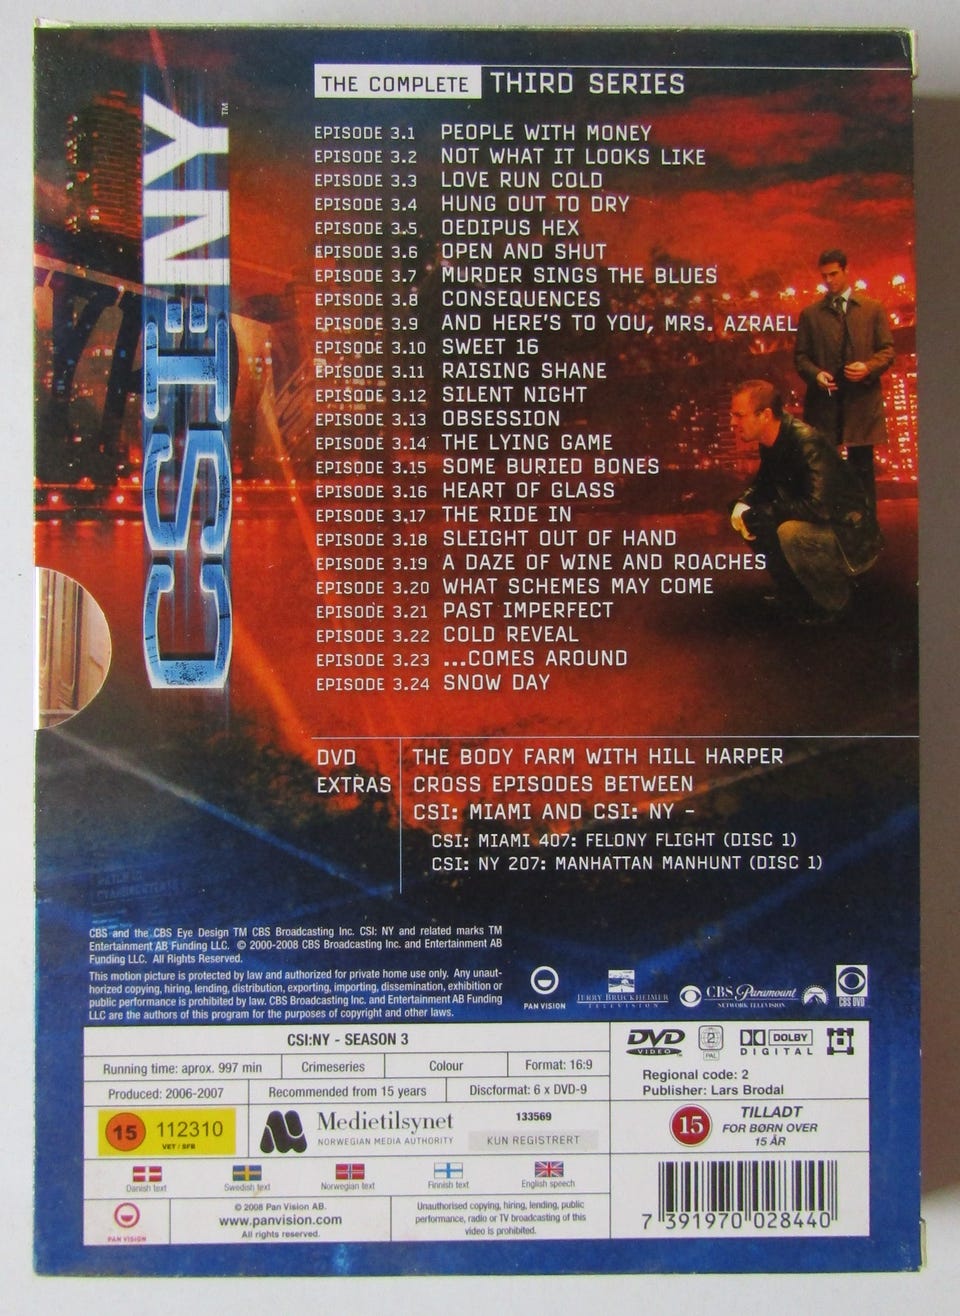 CSI:NY™
THE COMPLETE THIRD SERIES
EPISODE 3.1 PEOPLE WITH MONEY
EPISODE 3.2 NOT WHAT IT LOOKS LIKE
EPISODE 3.3 LOVE RUN COLD
EPISODE 3.4 HUNG OUT TO DRY
EPISODE 3.5 OEDIPUS HEX
EPISODE 3.6 OPEN AND SHUT
EPISODE 3.7 MURDER SINGS THE BLUES
EPISODE 3.8 CONSEQUENCES
EPISODE 3.9 AND HERE'S TO YOU, MRS. AZRAEL
EPISODE 3.10 SWEET 16
EPISODE 3.11 RAISING SHANE
EPISODE 3.12 SILENT NIGHT
EPISODE 3.13 OBSESSION
EPISODE 3.14 THE LYING GAME
EPISODE 3.15 SOME BURIED BONES
EPISODE 3.16 HEART OF GLASS
EPISODE 3.17 THE RIDE IN
EPISODE 3.18 SLEIGHT OUT OF HAND
EPISODE 3.19 A DAZE OF WINE AND ROACHES
EPISODE 3.20 WHAT SCHEMES MAY COME
EPISODE 3.21 PAST IMPERFECT
EPISODE 3.22 COLD REVEAL
EPISODE 3.23 ...COMES AROUND
EPISODE 3.24 SNOW DAY
DVD EXTRAS
THE BODY FARM WITH HILL HARPER
CROSS EPISODES BETWEEN
CSI: MIAMI AND CSI: NY -
CSI: MIAMI 407: FELONY FLIGHT (DISC 1)
CSI: NY 207: MANHATTAN MANHUNT (DISC 1)
CBS and the CBS Eye Design TM CBS Broadcasting Inc. CSI: NY and related marks TM
Entertainment AB Funding LLC. © 2000-2008 CBS Broadcasting Inc. and Entertainment AB
Funding LLC. All Rights Reserved.
This motion picture is protected by law and authorized for private home use only. Any unaut-
horized copying, hiring, lending, distribution, exporting, importing, dissemination, exhibition or
public performance is prohibited by law. CBS Broadcasting Inc. and Entertainment AB Funding
LLC are the authors of this program for the purposes of copyright and other laws.
PAN VISION
JERRY BRUCKHEIMER
TELEVISION
CBS Paramount
NETWORK TELEVISION
CBS DVD
CSI:NY - SEASON 3
Running time: aprox. 997 min
Crimeseries
Colour
Format: 16:9
Produced: 2006-2007
Recommended from 15 years
Discformat: 6 x DVD-9
DVD VIDEO
2
PAL
DOLBY
DIGITAL
Regional code: 2
Publisher: Lars Brodal
15 112310
VET / SFB
Medietilsynet
NORWEGIAN MEDIA AUTHORITY
133569
KUN REGISTRERT
15
TILLADT
FOR BØRN OVER
15 ÅR
Danish text
Swedish text
Norwegian text
Finnish text
English speech
PAN VISION
© 2008 Pan Vision AB.
www.panvision.com
All rights reserved.
Unauthorised copying, hiring, lending, public
performance, radio or TV broadcasting of this
video is prohibited.
7 391970 028440